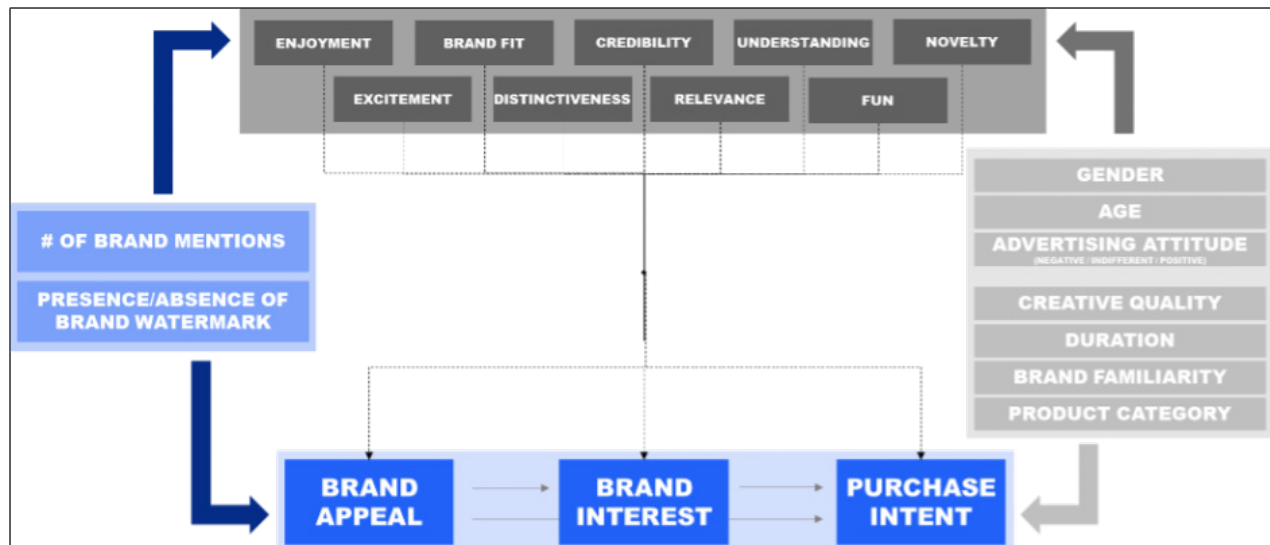 ENJOYMENT
BRAND FIT
CREDIBILITY
UNDERSTANDING
NOVELTY
EXCITEMENT
DISTINCTIVENESS
RELEVANCE
FUN
# OF BRAND MENTIONS
PRESENCE/ABSENCE OF
BRAND WATERMARK
GENDER
AGE
ADVERTISING ATTITUDE
(NEGATIVE / INDIFFERENT / POSITIVE)
CREATIVE QUALITY
DURATION
BRAND FAMILIARITY
PRODUCT CATEGORY
BRAND
APPEAL
BRAND
INTEREST
PURCHASE
INTENT